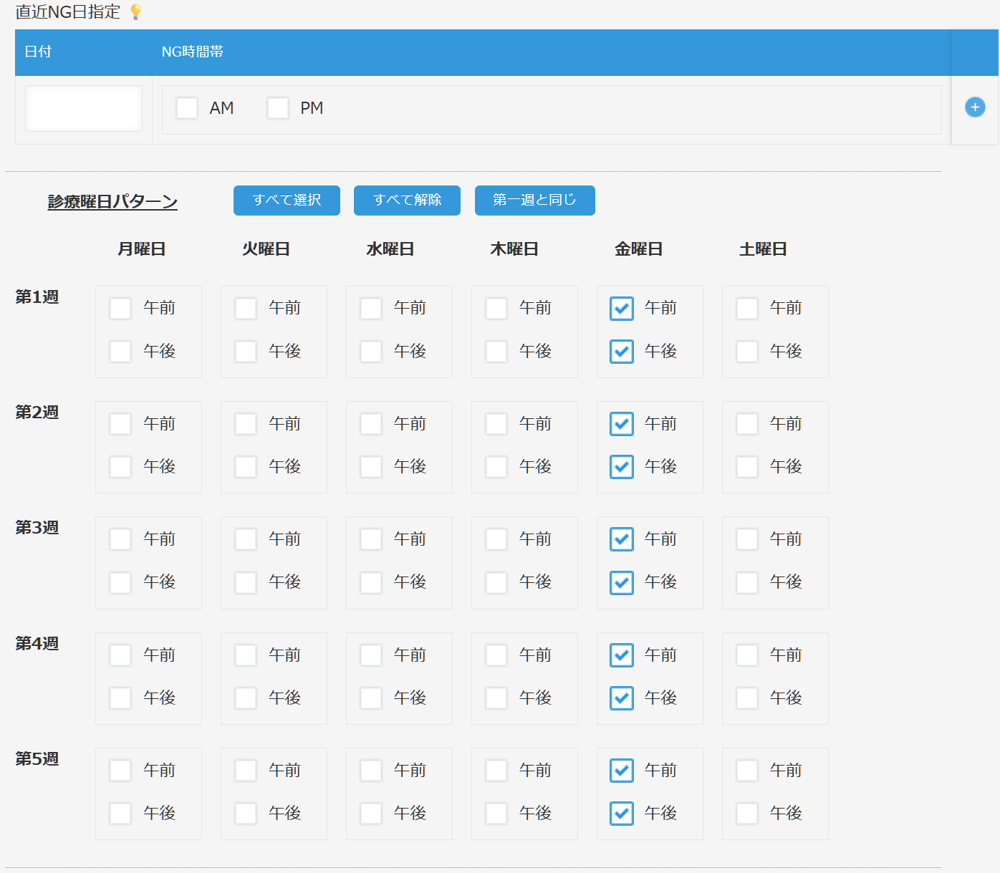 直近NG日指定 💡
日付 NG時間帯
AM PM
診療曜日パターン すべて選択 すべて解除 第一週と同じ
月曜日 火曜日 水曜日 木曜日 金曜日 土曜日
第1週 午前 午前 午前 午前 午前 午前
午後 午後 午後 午後 午後 午後
第2週 午前 午前 午前 午前 午前 午前
午後 午後 午後 午後 午後 午後
第3週 午前 午前 午前 午前 午前 午前
午後 午後 午後 午後 午後 午後
第4週 午前 午前 午前 午前 午前 午前
午後 午後 午後 午後 午後 午後
第5週 午前 午前 午前 午前 午前 午前
午後 午後 午後 午後 午後 午後